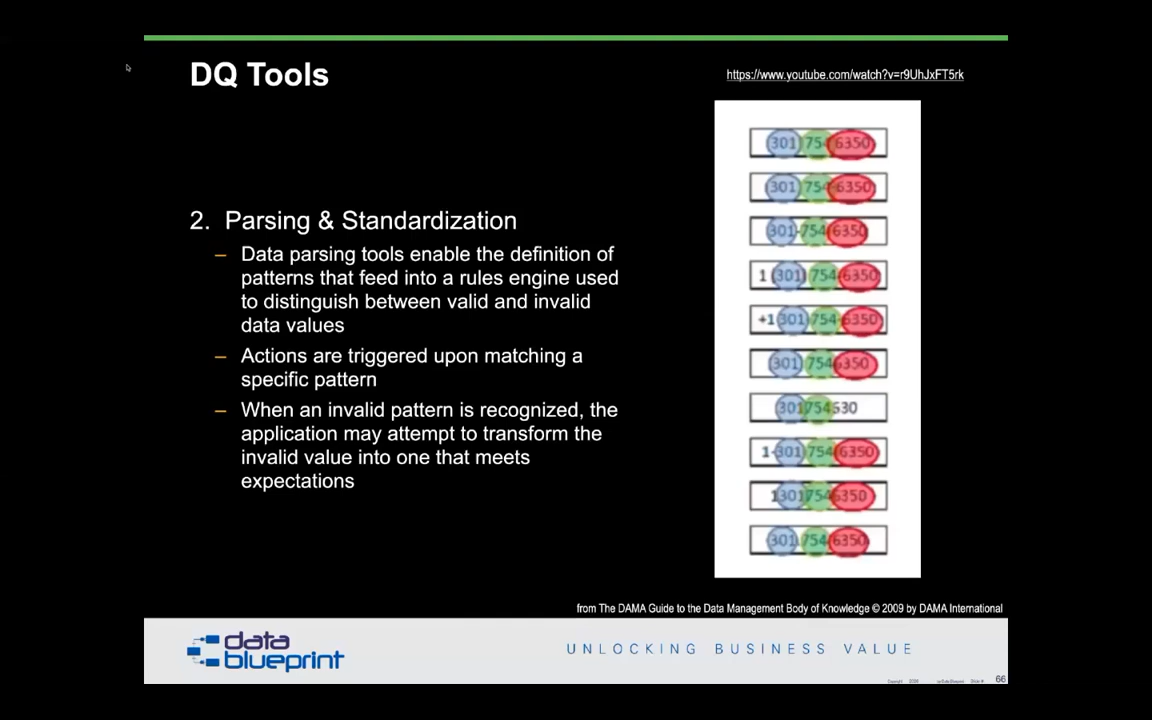 DQ Tools
https://www.youtube.com/watch?v=r9UhJxFT5rk
2. Parsing & Standardization
– Data parsing tools enable the definition of
patterns that feed into a rules engine used
to distinguish between valid and invalid
data values
– Actions are triggered upon matching a
specific pattern
– When an invalid pattern is recognized, the
application may attempt to transform the
invalid value into one that meets
expectations
(301)754-6350
(301) 754-6350
301-754-6350
1 (301) 754-6350
+1 301 754-6350
(301) 7546350
301754630
1-301-754-6350
13017546350
301.754.6350
from The DAMA Guide to the Data Management Body of Knowledge © 2009 by DAMA International
data
blueprint
UNLOCKING BUSINESS VALUE
66